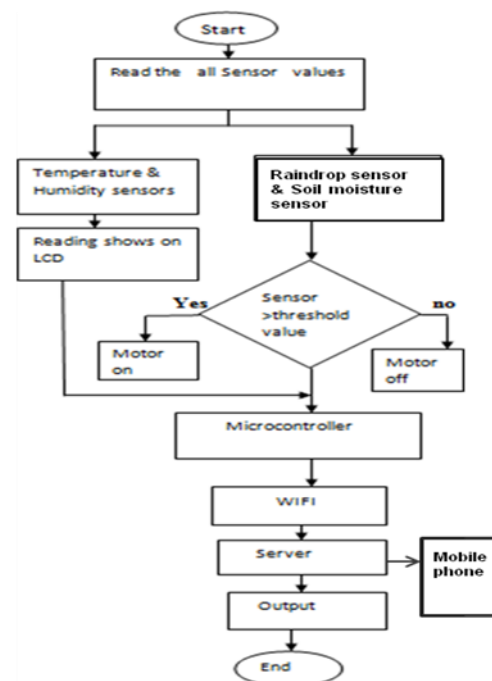 Start
Read the all Sensor values
Temperature &
Humidity sensors
Raindrop sensor
& Soil moisture
sensor
Reading shows on
LCD
Yes
Sensor
>threshold
value
no
Motor
on
Motor
off
Microcontroller
WIFI
Server
Mobile
phone
Output
End